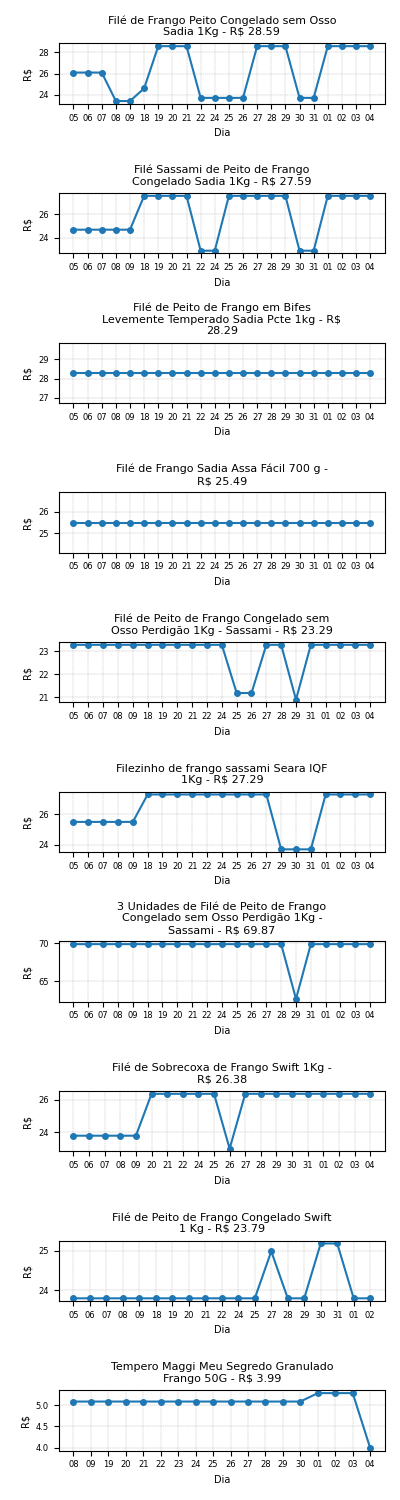 Filé de Frango Peito Congelado sem Osso
Sadia 1Kg - R$ 28.59
28
26
24
R$
05 06 07 08 09 18 19 20 21 22 24 25 26 27 28 29 30 31 01 02 03 04
Dia
Filé Sassami de Peito de Frango
Congelado Sadia 1Kg - R$ 27.59
26
24
R$
05 06 07 08 09 18 19 20 21 22 24 25 26 27 28 29 30 31 01 02 03 04
Dia
Filé de Peito de Frango em Bifes
Levemente Temperado Sadia Pcte 1kg - R$
28.29
29
28
27
R$
05 06 07 08 09 18 19 20 21 22 24 25 26 27 28 29 30 31 01 02 03 04
Dia
Filé de Frango Sadia Assa Fácil 700 g -
R$ 25.49
26
25
R$
05 06 07 08 09 18 19 20 21 22 24 25 26 27 28 29 30 31 01 02 03 04
Dia
Filé de Peito de Frango Congelado sem
Osso Perdigão 1Kg - Sassami - R$ 23.29
23
22
21
R$
05 06 07 08 09 18 19 20 21 22 24 25 26 27 28 29 31 01 02 03 04
Dia
Filezinho de frango sassami Seara IQF
1Kg - R$ 27.29
26
24
R$
05 06 07 08 09 18 19 20 21 22 24 25 26 27 28 29 31 01 02 03 04
Dia
3 Unidades de Filé de Peito de Frango
Congelado sem Osso Perdigão 1Kg -
Sassami - R$ 69.87
70
65
R$
05 06 07 08 09 18 19 20 21 22 24 25 26 27 28 29 31 01 02 03 04
Dia
Filé de Sobrecoxa de Frango Swift 1Kg -
R$ 26.38
26
24
R$
05 06 07 08 09 20 21 22 24 25 26 27 28 29 30 31 01 02 03 04
Dia
Filé de Peito de Frango Congelado Swift
1 Kg - R$ 23.79
25
24
R$
05 06 07 08 09 18 19 20 21 22 24 25 27 28 29 30 31 01 02
Dia
Tempero Maggi Meu Segredo Granulado
Frango 50G - R$ 3.99
5.0
4.5
4.0
R$
08 09 19 20 21 22 23 24 25 26 27 28 29 30 01 02 03 04
Dia